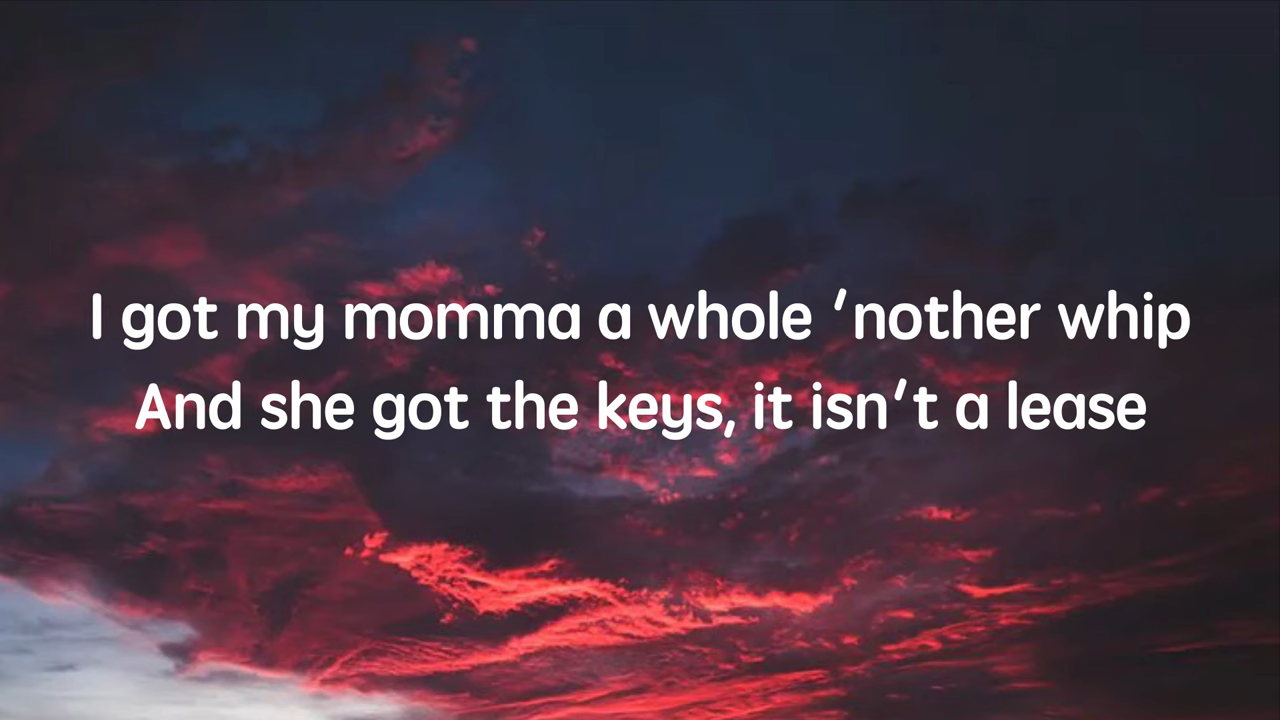 I got my momma a whole ‘nother whip
And she got the keys, it isn’t a lease